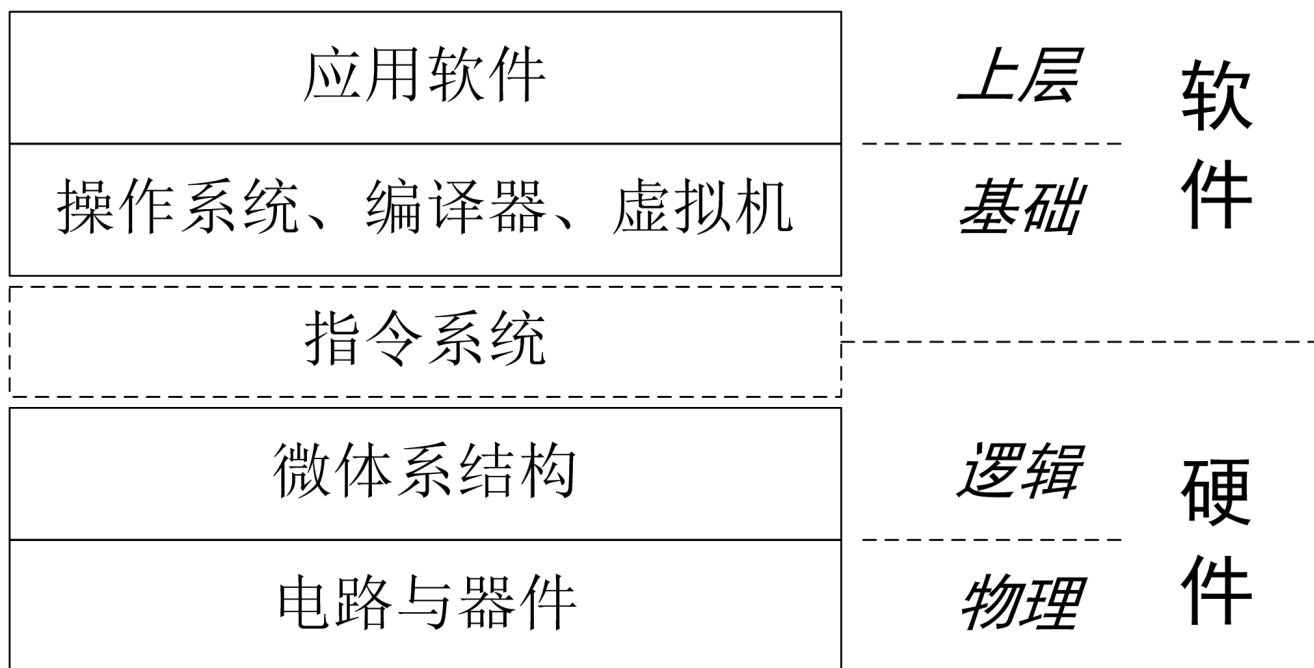 应用软件
上层
软件
操作系统、编译器、虚拟机
基础
指令系统
微体系结构
逻辑
硬件
电路与器件
物理